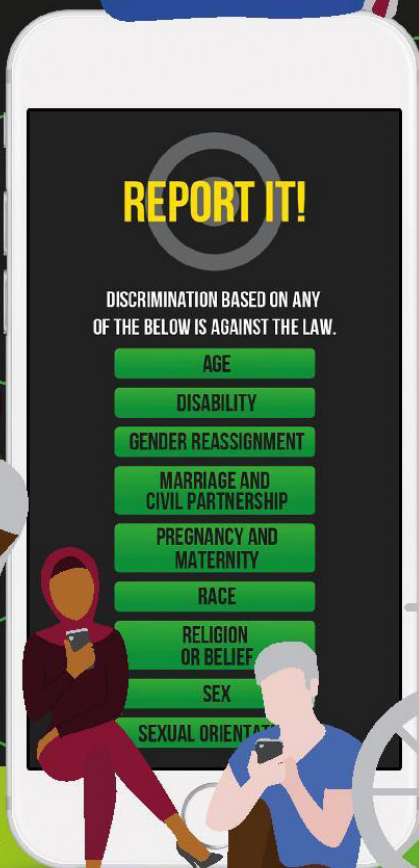 REPORT IT!
DISCRIMINATION BASED ON ANY
OF THE BELOW IS AGAINST THE LAW.
AGE
DISABILITY
GENDER REASSIGNMENT
MARRIAGE AND
CIVIL PARTNERSHIP
PREGNANCY AND
MATERNITY
RACE
RELIGION
OR BELIEF
SEX
SEXUAL